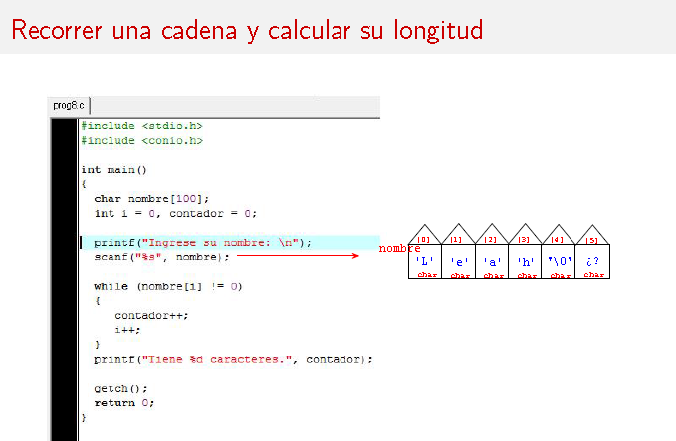 Recorrer una cadena y calcular su longitud
prog8.c
#include <stdio.h>
#include <conio.h>
int main()
{
char nombre[100];
int i = 0, contador = 0;
printf("Ingrese su nombre: \n");
scanf("%s", nombre);
while (nombre[i] != 0)
{
contador++;
i++;
}
printf("Tiene %d caracteres.", contador);
getch();
return 0;
}
[0] [1] [2] [3] [4] [5]
nombre
'L' 'e' 'a' 'h' '\0' ¿?
char char char char char char